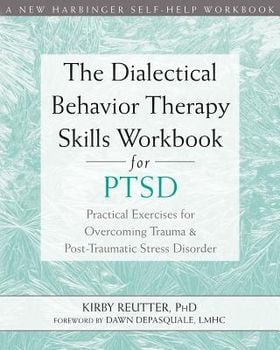 A NEW HARBINGER SELF-HELP WORKBOOK
The Dialectical
Behavior Therapy
Skills Workbook
for
PTSD
Practical Exercises for
Overcoming Trauma &
Post-Traumatic Stress Disorder
KIRBY REUTTER, PhD
FOREWORD BY DAWN DEPASQUALE, LMHC